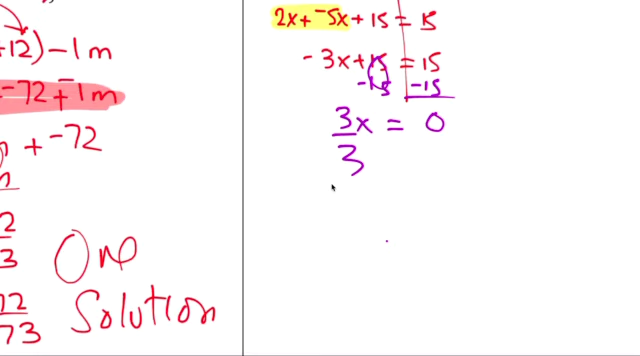 +12) - 1m
-72 + 1m
+ -72
2
3
72
73
One
Solution
2x + -5x + 15 = 15
-3x + 15 = 15
-15 -15
3x = 0
3